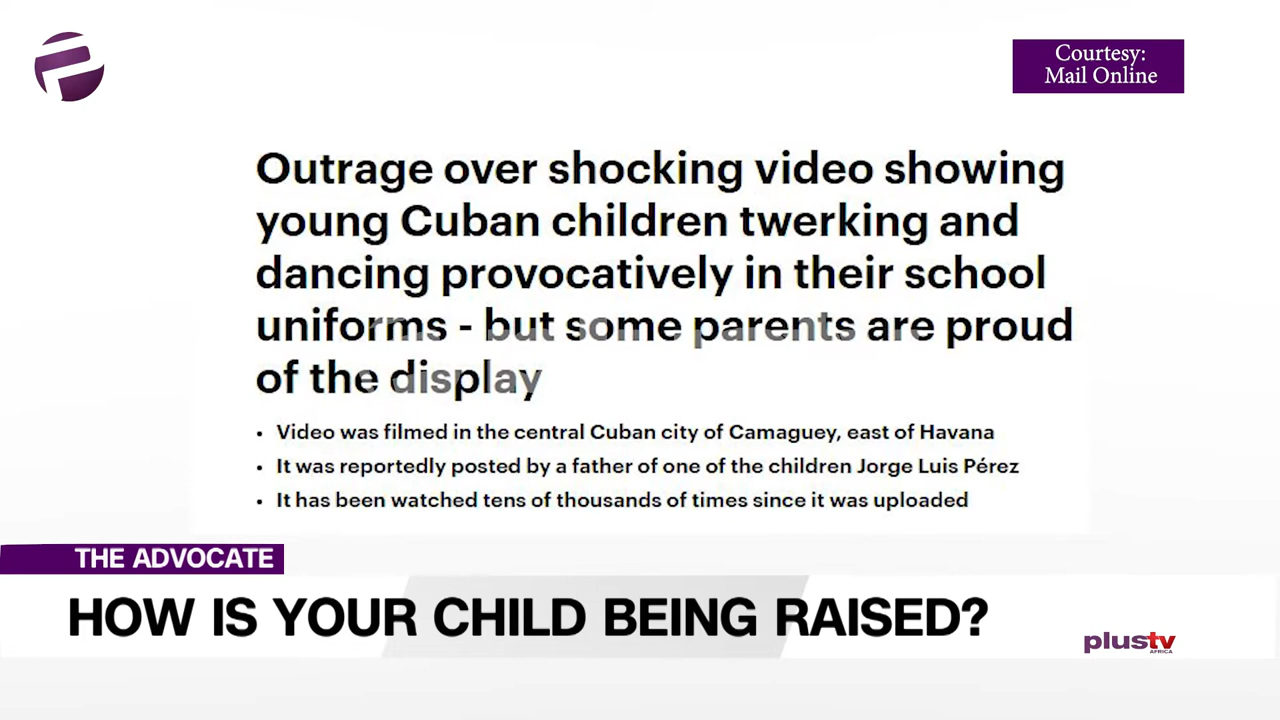 Courtesy:
Mail Online
Outrage over shocking video showing
young Cuban children twerking and
dancing provocatively in their school
uniforms - but some parents are proud
of the display
• Video was filmed in the central Cuban city of Camaguey, east of Havana
• It was reportedly posted by a father of one of the children Jorge Luis Pérez
• It has been watched tens of thousands of times since it was uploaded
THE ADVOCATE
HOW IS YOUR CHILD BEING RAISED?
plustv
AFRICA